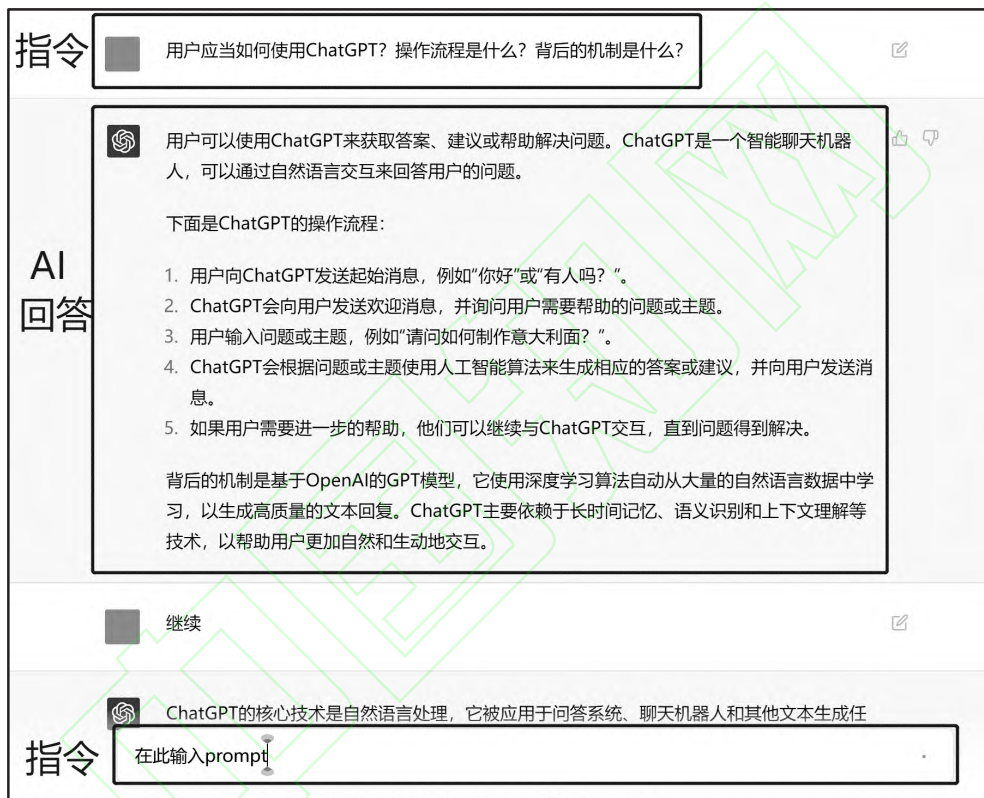 指令
用户应当如何使用ChatGPT？操作流程是什么？背后的机制是什么？
用户可以使用ChatGPT来获取答案、建议或帮助解决问题。ChatGPT是一个智能聊天机器
人，可以通过自然语言交互来回答用户的问题。
下面是ChatGPT的操作流程：
AI
回答
1. 用户向ChatGPT发送起始消息，例如“你好”或“有人吗？”。
2. ChatGPT会向用户发送欢迎消息，并询问用户需要帮助的问题或主题。
3. 用户输入问题或主题，例如“请问如何制作意大利面？”。
4. ChatGPT会根据问题或主题使用人工智能算法来生成相应的答案或建议，并向用户发送消
息。
5. 如果用户需要进一步的帮助，他们可以继续与ChatGPT交互，直到问题得到解决。
背后的机制是基于OpenAI的GPT模型，它使用深度学习算法自动从大量的自然语言数据中学
习，以生成高质量的文本回复。ChatGPT主要依赖于长时间记忆、语义识别和上下文理解等
技术，以帮助用户更加自然和生动地交互。
继续
ChatGPT的核心技术是自然语言处理，它被应用于问答系统、聊天机器人和其他文本生成任
指令
在此输入prompt